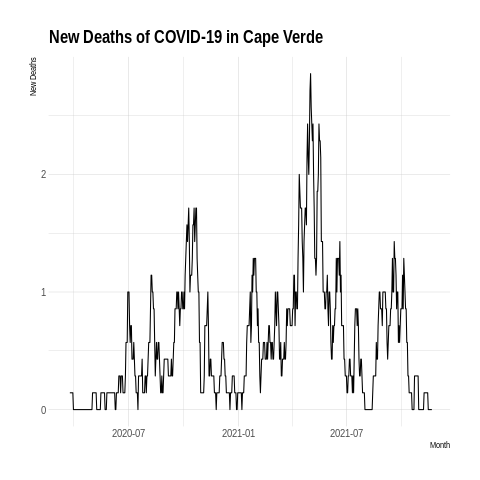 New Deaths of COVID-19 in Cape Verde
New Deaths
2
1
0
2020-07
2021-01
2021-07
Month